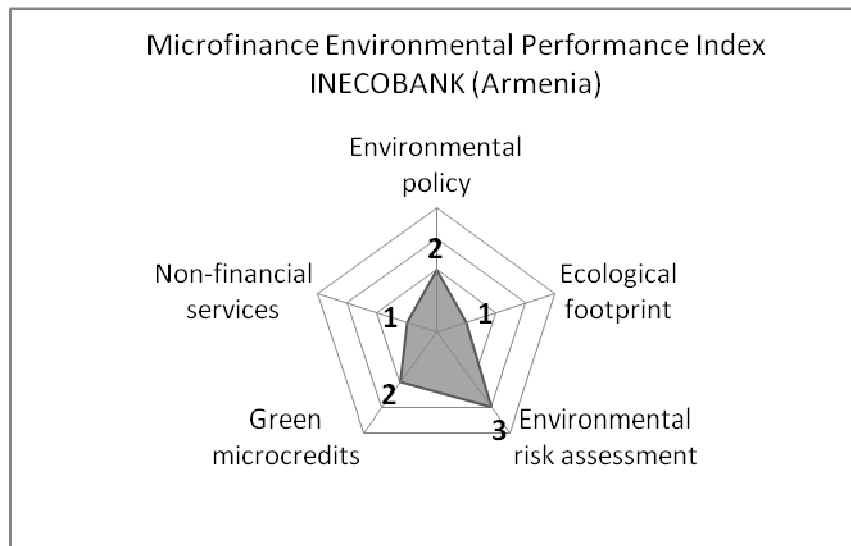 Microfinance Environmental Performance Index
INECOBANK (Armenia)
Environmental
policy
2
Non-financial
services
1
1
Ecological
footprint
2
Green
microcredits
3
Environmental
risk assessment